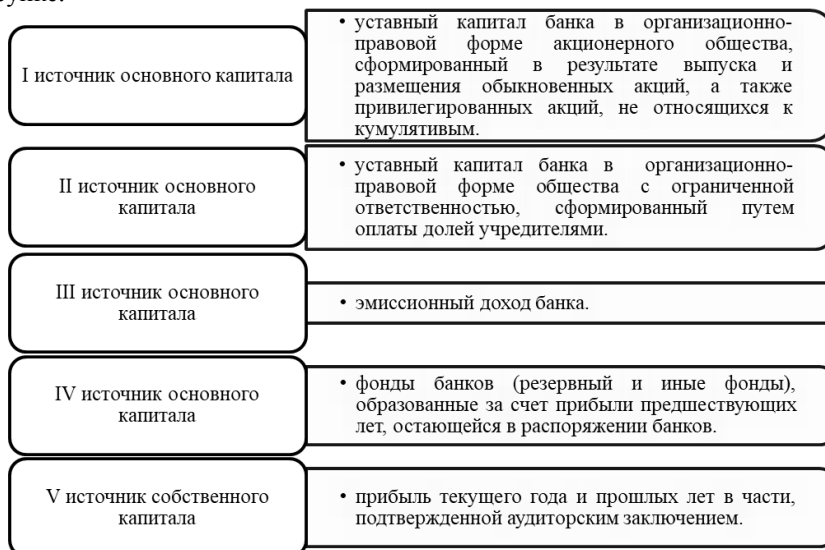 I источник основного капитала
• уставный капитал банка в организационно-
правовой форме акционерного общества,
сформированный в результате выпуска и
размещения обыкновенных акций, а также
привилегированных акций, не относящихся к
кумулятивным.
II источник основного
капитала
• уставный капитал банка в организационно-
правовой форме общества с ограниченной
ответственностью, сформированный путем
оплаты долей учредителями.
III источник основного
капитала
• эмиссионный доход банка.
IV источник основного
капитала
• фонды банков (резервный и иные фонды),
образованные за счет прибыли предшествующих
лет, остающейся в распоряжении банков.
V источник собственного
капитала
• прибыль текущего года и прошлых лет в части,
подтвержденной аудиторским заключением.